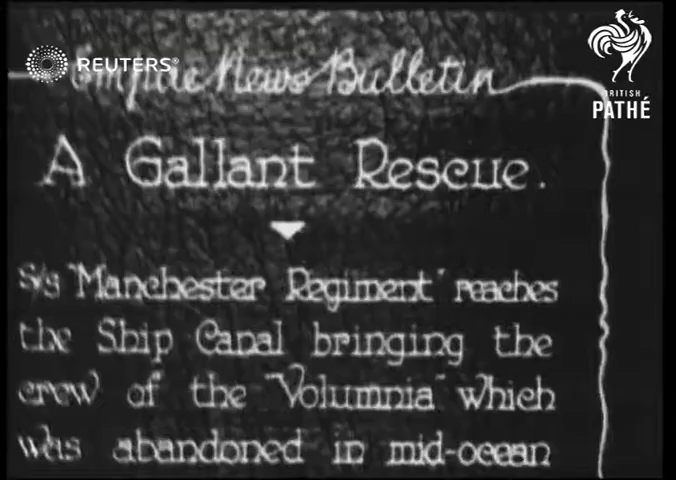 REUTERS®
Empire News Bulletin
BRITISH
PATHÉ
A Gallant Rescue.
S/S "Manchester Regiment" reaches
the Ship Canal bringing the
crew of the "Volumnia" which
was abandoned in mid-ocean